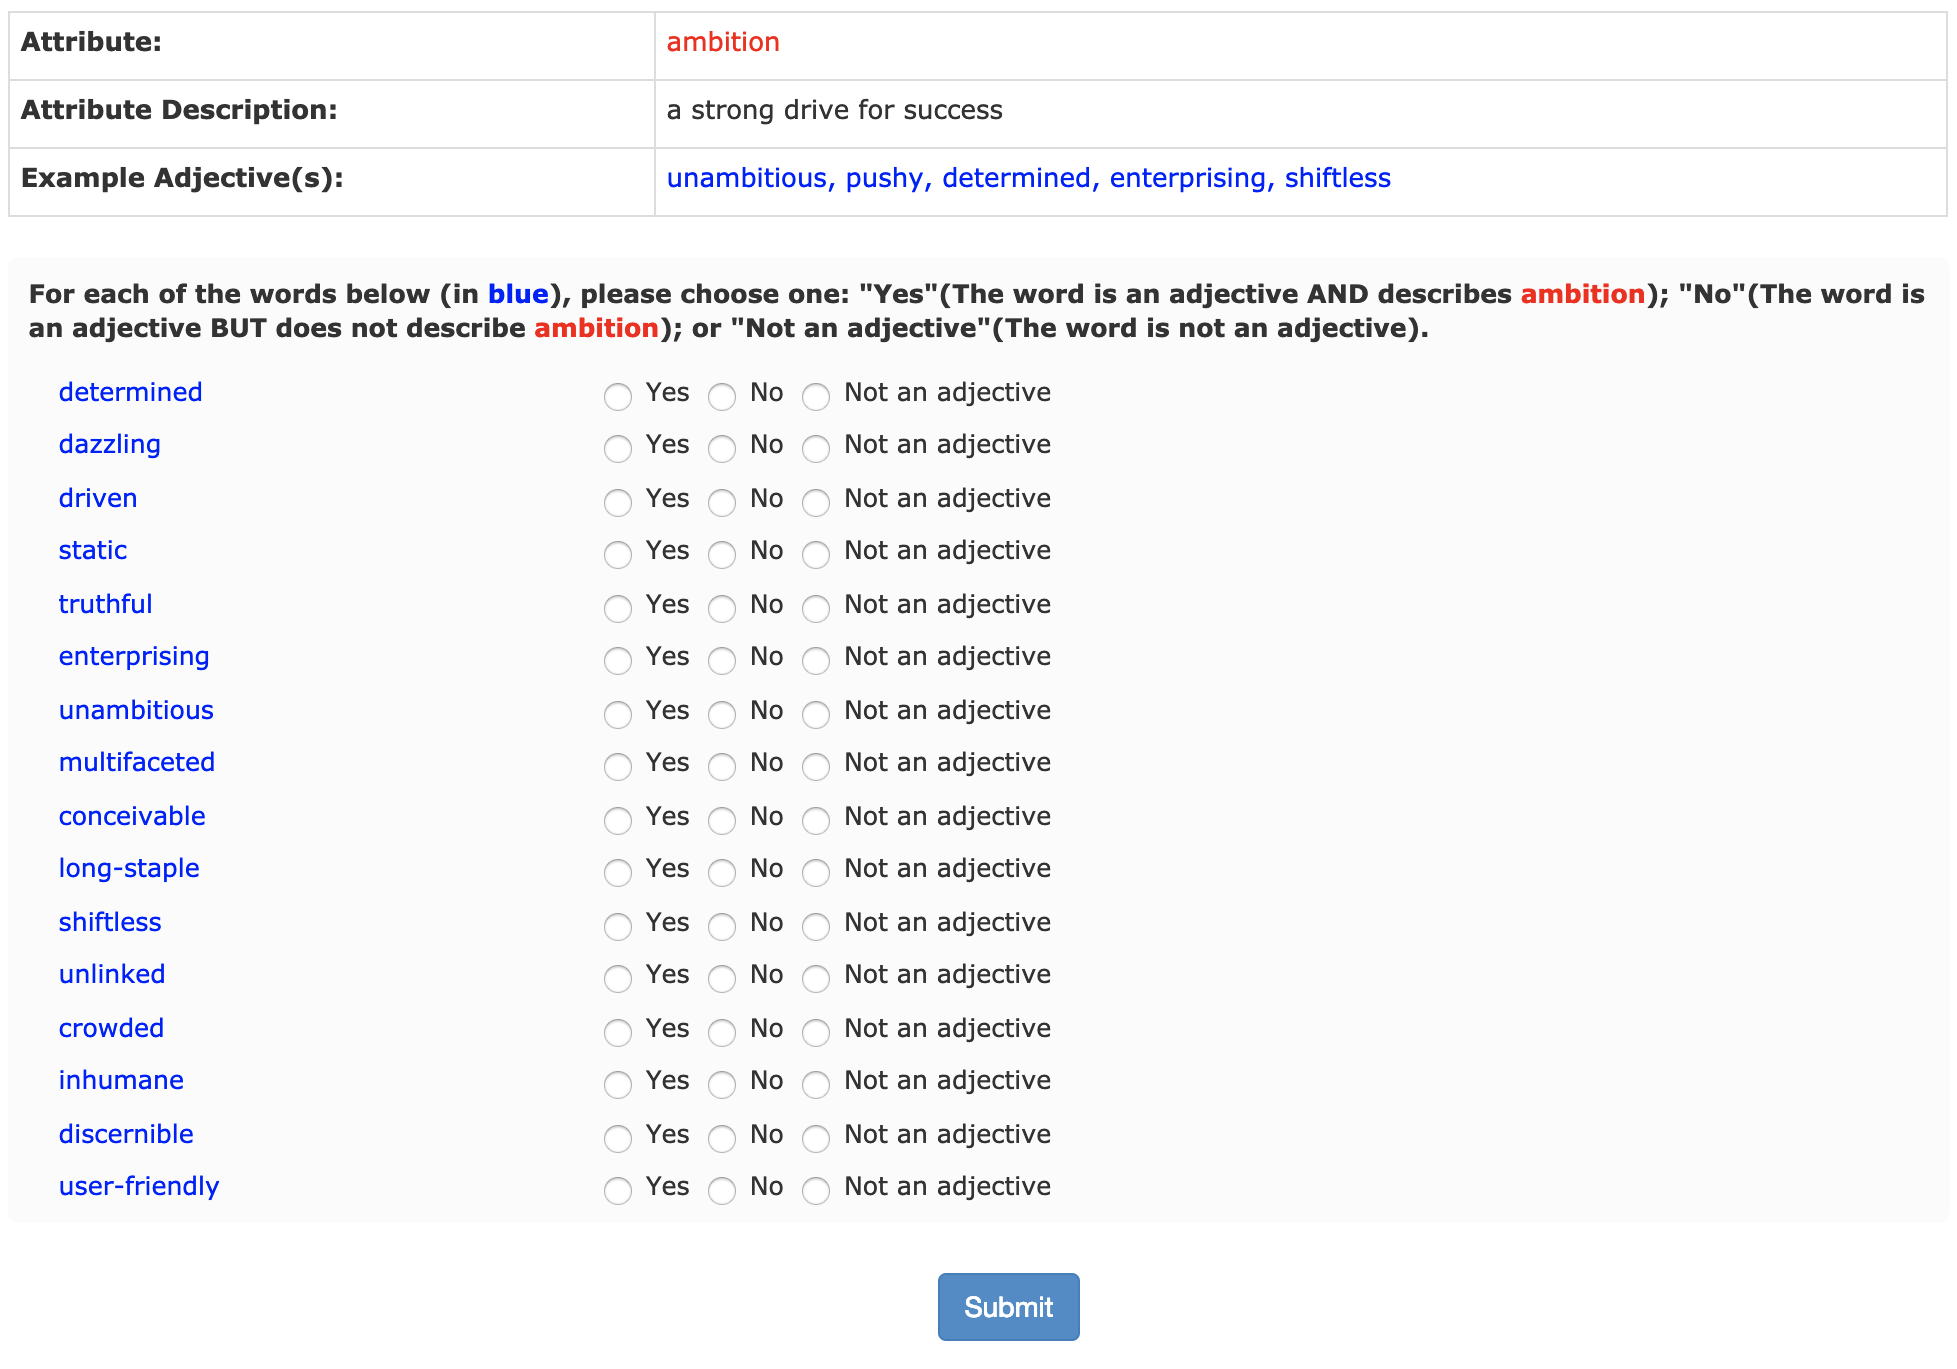 Attribute: ambition
Attribute Description: a strong drive for success
Example Adjective(s): unambitious, pushy, determined, enterprising, shiftless
For each of the words below (in blue), please choose one: "Yes"(The word is an adjective AND describes ambition); "No"(The word is
an adjective BUT does not describe ambition); or "Not an adjective"(The word is not an adjective).
determined Yes No Not an adjective
dazzling Yes No Not an adjective
driven Yes No Not an adjective
static Yes No Not an adjective
truthful Yes No Not an adjective
enterprising Yes No Not an adjective
unambitious Yes No Not an adjective
multifaceted Yes No Not an adjective
conceivable Yes No Not an adjective
long-staple Yes No Not an adjective
shiftless Yes No Not an adjective
unlinked Yes No Not an adjective
crowded Yes No Not an adjective
inhumane Yes No Not an adjective
discernible Yes No Not an adjective
user-friendly Yes No Not an adjective
Submit